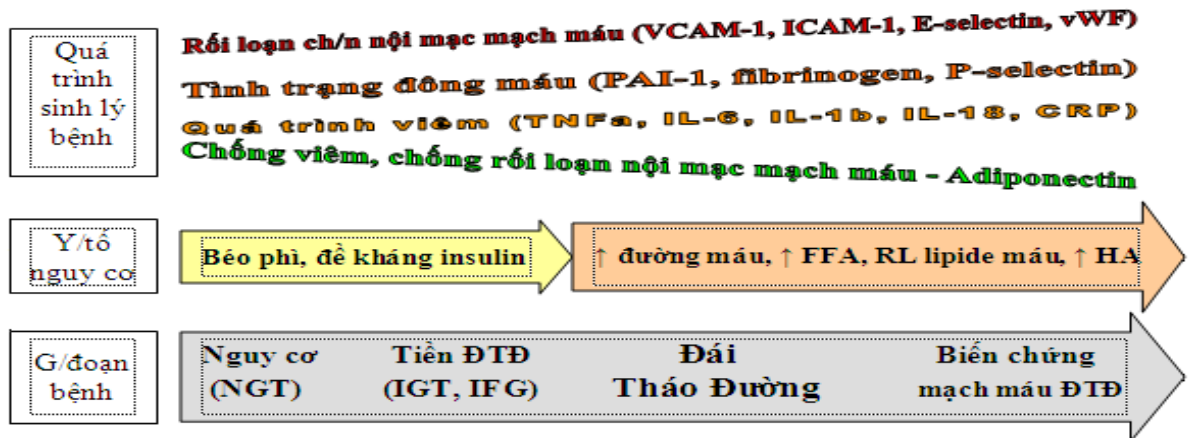 Quá
trình
sinh lý
bệnh
Rối loạn ch/n nội mạc mạch máu (VCAM-1, ICAM-1, E-selectin, vWF)
Tình trạng đông máu (PAI-1, fibrinogen, P-selectin)
Quá trình viêm (TNFa, IL-6, IL-1b, IL-18, CRP)
Chống viêm, chống rối loạn nội mạc mạch máu - Adiponectin
Y/tố
nguy cơ
Béo phì, đề kháng insulin
↑ đường máu, ↑ FFA, RL lipide máu, ↑ HA
G/đoạn
bệnh
Nguy cơ
(NGT)
Tiền ĐTĐ
(IGT, IFG)
Đái
Tháo Đường
Biến chứng
mạch máu ĐTĐ